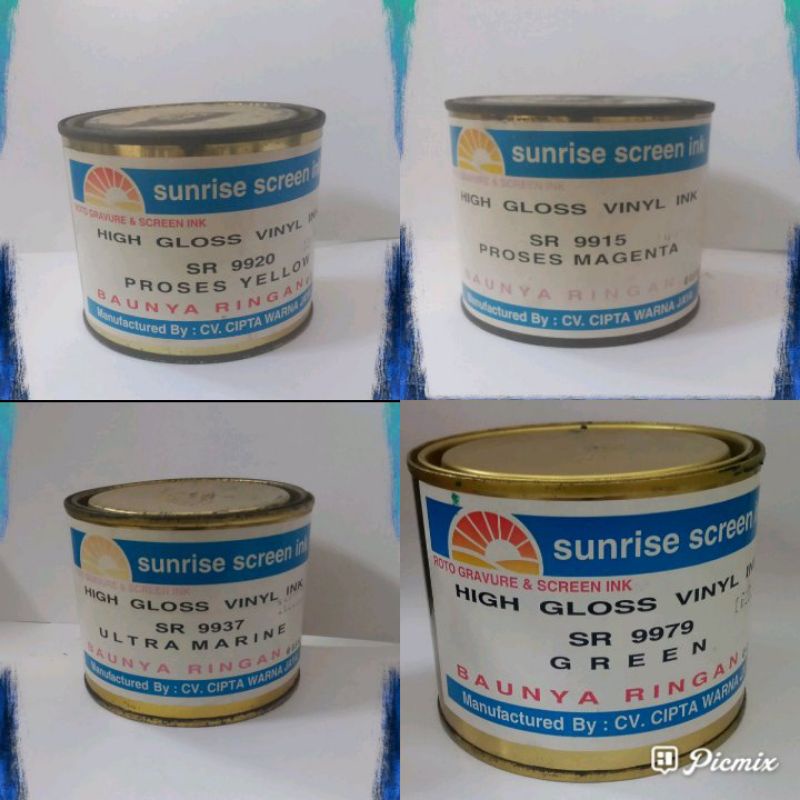 sunrise screen ink
ROTO GRAVURE & SCREEN INK
HIGH GLOSS VINYL INK
SR 9920
PROSES YELLOW
BAUNYA RINGAN
Manufactured By : CV. CIPTA WARNA JAYA
sunrise screen ink
GRAVURE & SCREEN INK
HIGH GLOSS VINYL INK
SR 9915
PROSES MAGENTA
BAUNYA RINGAN
Manufactured By : CV. CIPTA WARNA JAYA
sunrise screen ink
ROTO GRAVURE & SCREEN INK
HIGH GLOSS VINYL INK
SR 9937
ULTRA MARINE
BAUNYA RINGAN
Manufactured By : CV. CIPTA WARNA JAYA
sunrise screen
ROTO GRAVURE & SCREEN INK
HIGH GLOSS VINYL IN
SR 9979
GREEN
BAUNYA RINGAN
Manufactured By : CV. CIPTA WARNA
Picmix